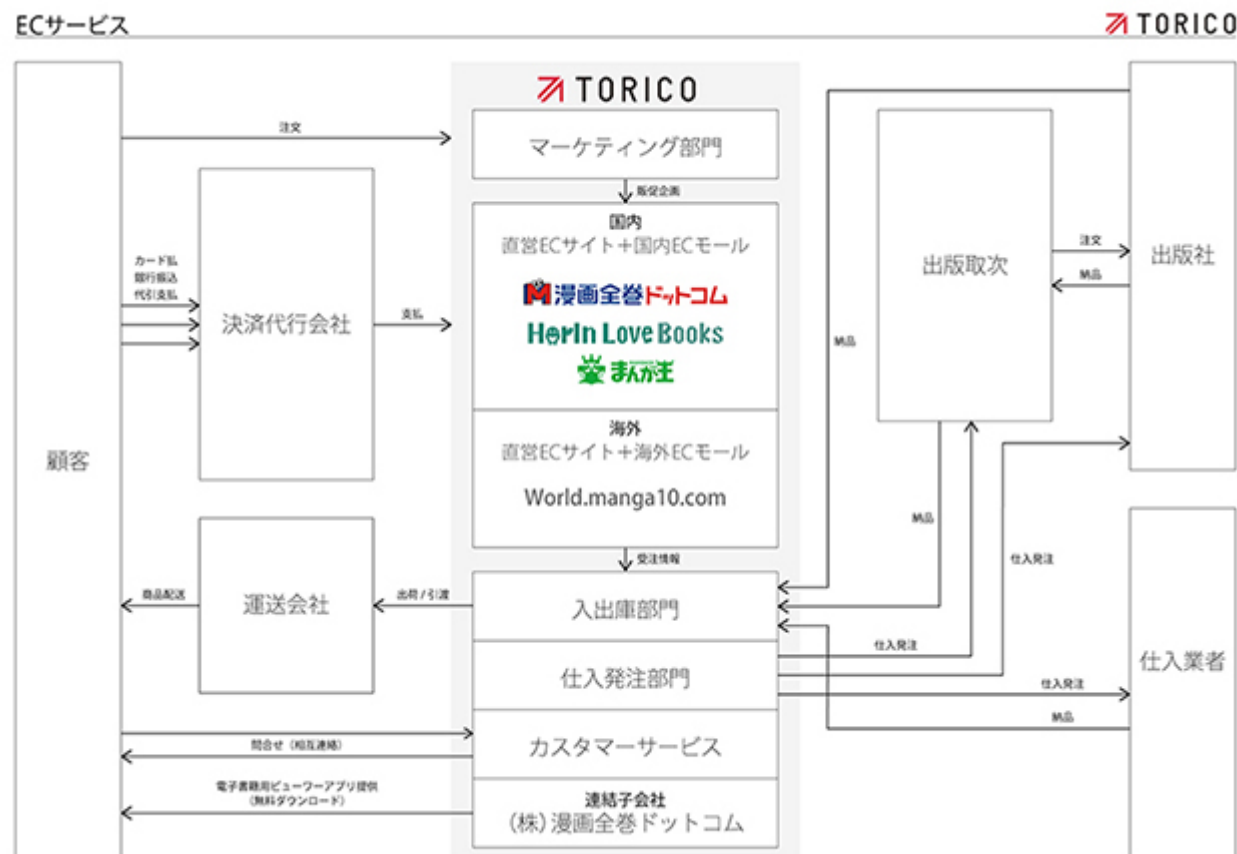 ECサービス
TORICO
TORICO
顧客
注文
カード払
銀行振込
代引支払
決済代行会社
支払
マーケティング部門
販促企画
国内
直営ECサイト+国内ECモール
漫画全巻ドットコム
HorIn Love Books
まんが王
海外
直営ECサイト+海外ECモール
World.manga10.com
受注情報
商品配送
運送会社
出荷 / 引渡
入出庫部門
仕入発注部門
カスタマーサービス
問合せ(相互連絡)
電子書籍用ビューワーアプリ提供
(無料ダウンロード)
連結子会社
(株)漫画全巻ドットコム
出版取次
注文
納品
出版社
納品
納品
仕入発注
仕入発注
仕入発注
納品
仕入業者